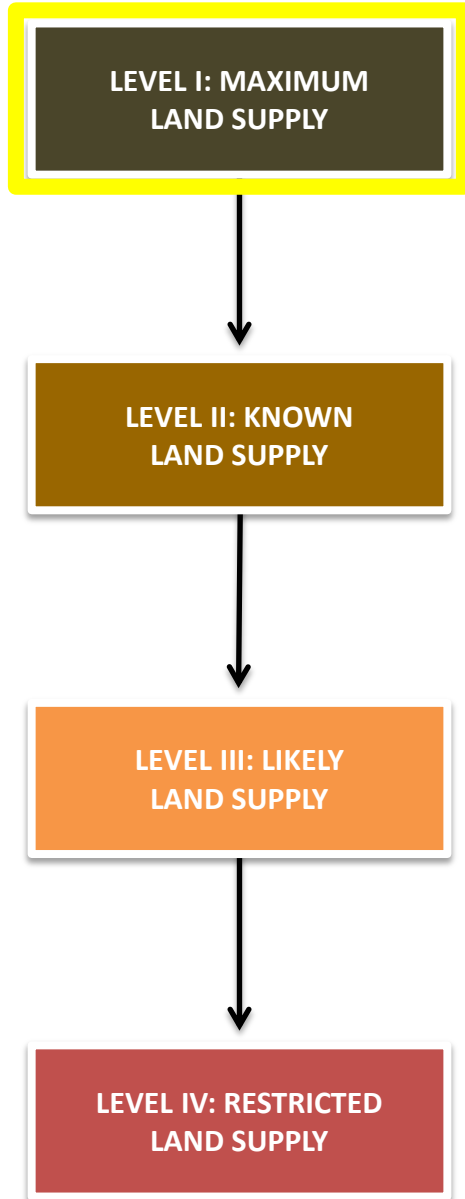 LEVEL I: MAXIMUM
LAND SUPPLY
LEVEL II: KNOWN
LAND SUPPLY
LEVEL III: LIKELY
LAND SUPPLY
LEVEL IV: RESTRICTED
LAND SUPPLY